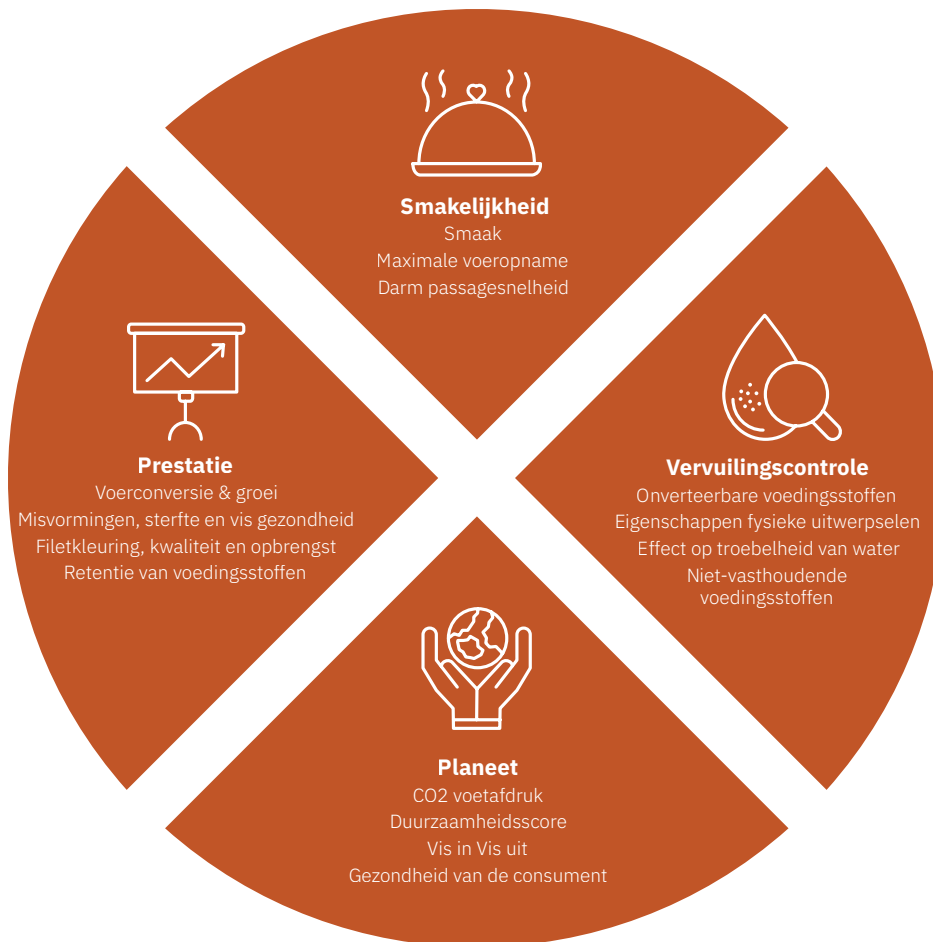 Smakelijkheid
Smaak
Maximale voeropname
Darm passagesnelheid
Prestatie
Voerconversie & groei
Misvormingen, sterfte en vis gezondheid
Filetkleuring, kwaliteit en opbrengst
Retentie van voedingsstoffen
Vervuilingscontrole
Onverteerbare voedingsstoffen
Eigenschappen fysieke uitwerpselen
Effect op troebelheid van water
Niet-vasthoudende
voedingsstoffen
Planeet
CO2 voetafdruk
Duurzaamheidsscore
Vis in Vis uit
Gezondheid van de consument